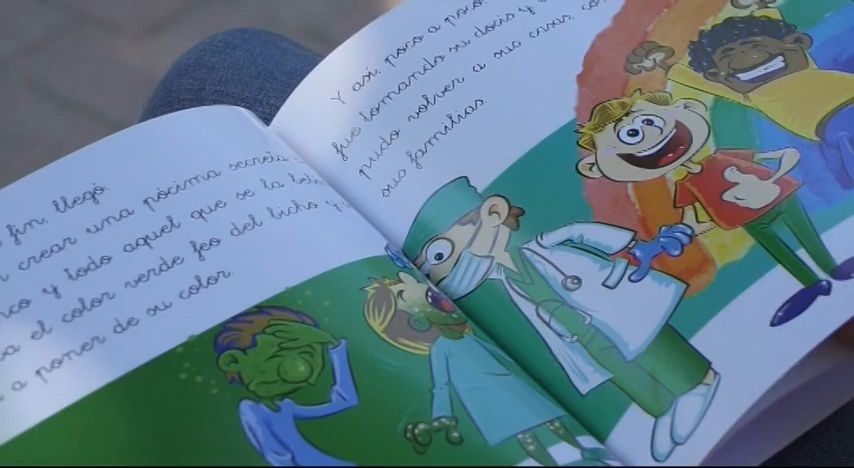 fin, llegó.
crear una pócima secreta
y todo aquel que se la
el color verde feo del bicho y
a poner de su color.
Y así, poco a poco,
fue tomando su dosis y
pudo volver a sus casas, co
sus familias.